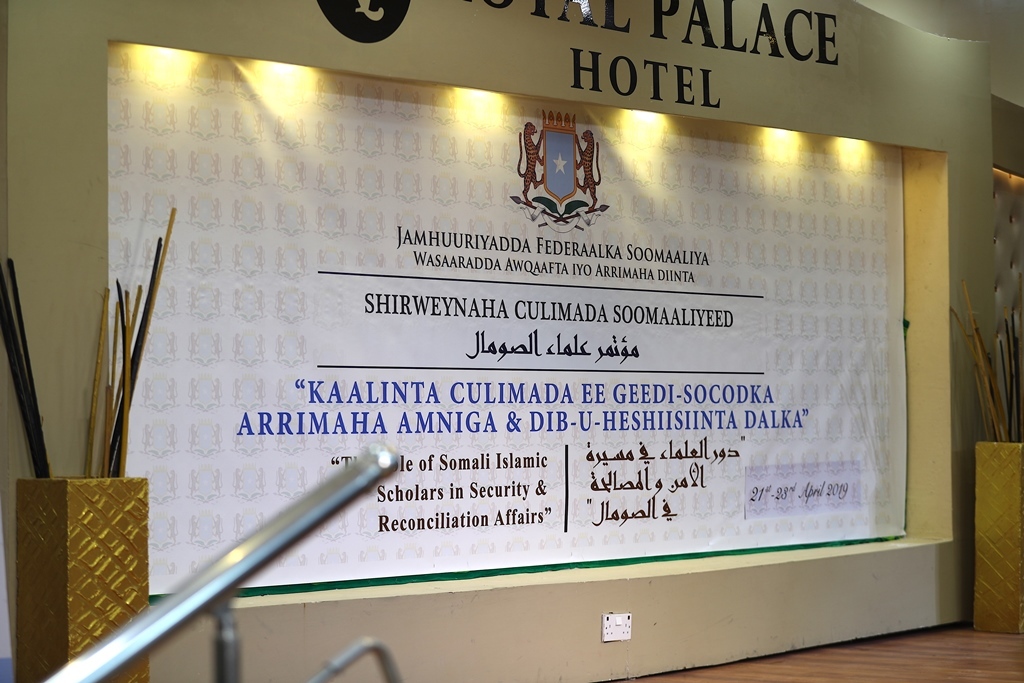 PALACE
HOTEL
JAMHUURIYADDA FEDERAALKA SOOMAALIYA
WASAARADDA AWQAAFTA IYO ARRIMAHA DIINTA
SHIRWEYNAHA CULIMADA SOOMAALIYEED
مؤتمر علماء الصومال
“KAALINTA CULIMADA EE GEEDI-SOCODKA
ARRIMAHA AMNIGA & DIB-U-HESHIISIINTA DALKA”
of Somali Islamic
Scholars in Security &
Reconciliation Affairs”
"دور العلماء في مسيرة
الأمن والمصالحة
في الصومال"
21st-23rd April 2019